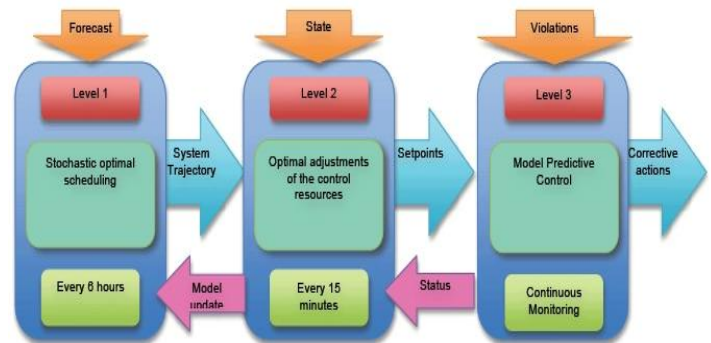 Forecast
State
Violations
Level 1
Level 2
Level 3
Stochastic optimal
scheduling
System
Trajectory
Optimal adjustments
of the control
resources
Setpoints
Model Predictive
Control
Corrective
actions
Every 6 hours
Model
update
Every 15
minutes
Status
Continuous
Monitoring